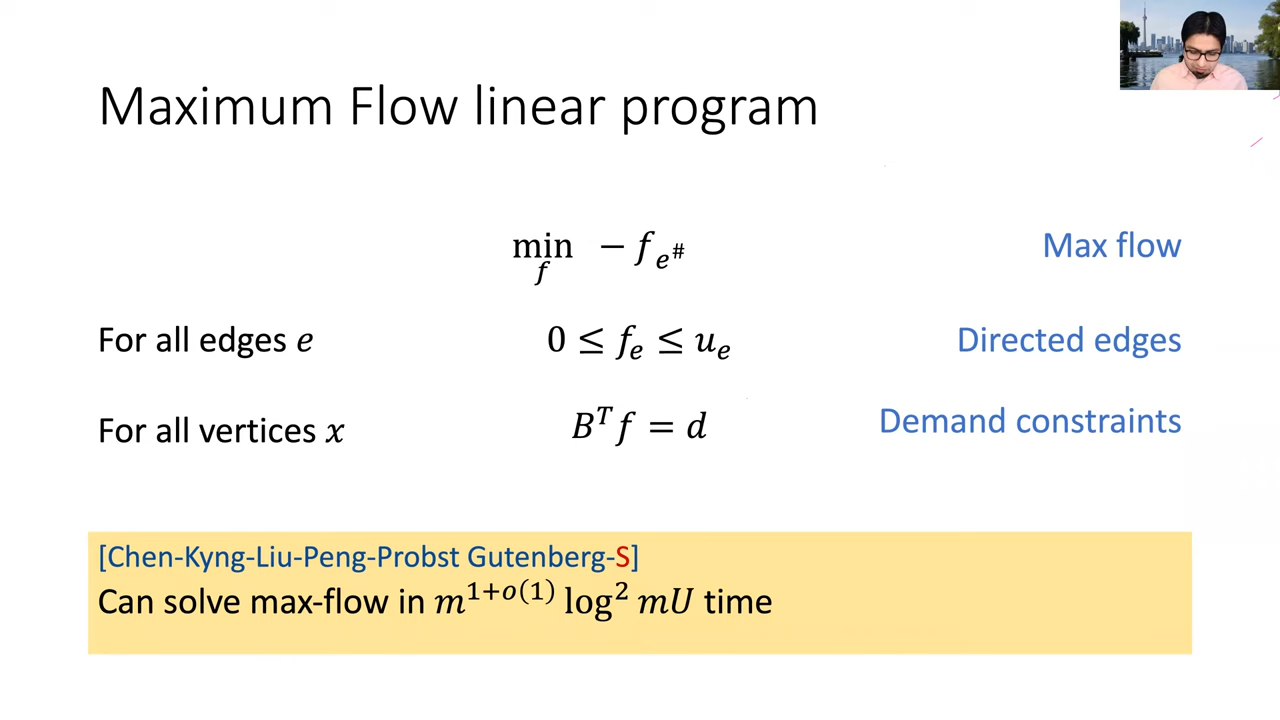 Maximum Flow linear program
min_f − f_{e^#} Max flow
For all edges e 0 ≤ f_e ≤ u_e Directed edges
For all vertices x B^T f = d Demand constraints
[Chen-Kyng-Liu-Peng-Probst Gutenberg-S]
Can solve max-flow in m^{1+o(1)} log^2 mU time